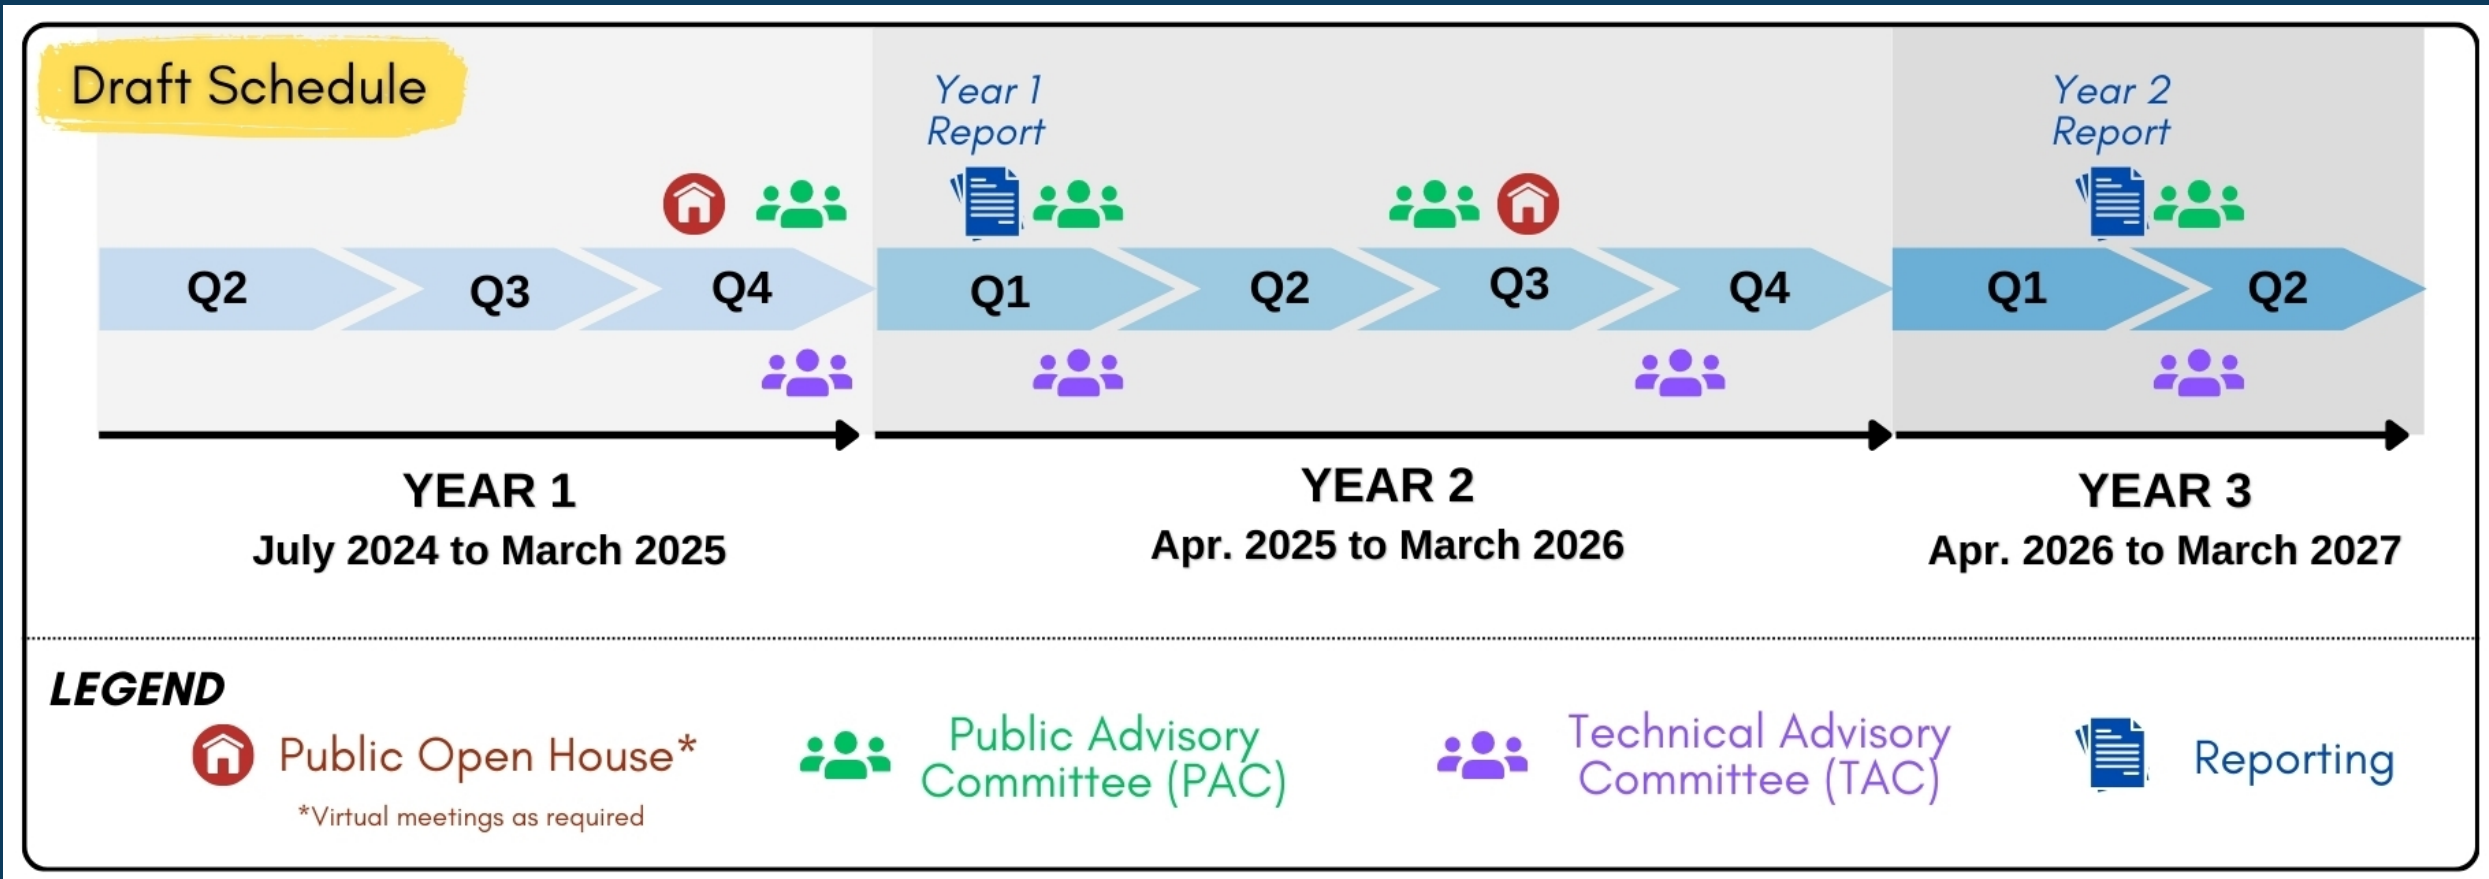 Draft Schedule
Year 1
Report
Year 2
Report
Q2
Q3
Q4
Q1
Q2
Q3
Q4
Q1
Q2
YEAR 1
July 2024 to March 2025
YEAR 2
Apr. 2025 to March 2026
YEAR 3
Apr. 2026 to March 2027
LEGEND
Public Open House*
*Virtual meetings as required
Public Advisory
Committee (PAC)
Technical Advisory
Committee (TAC)
Reporting